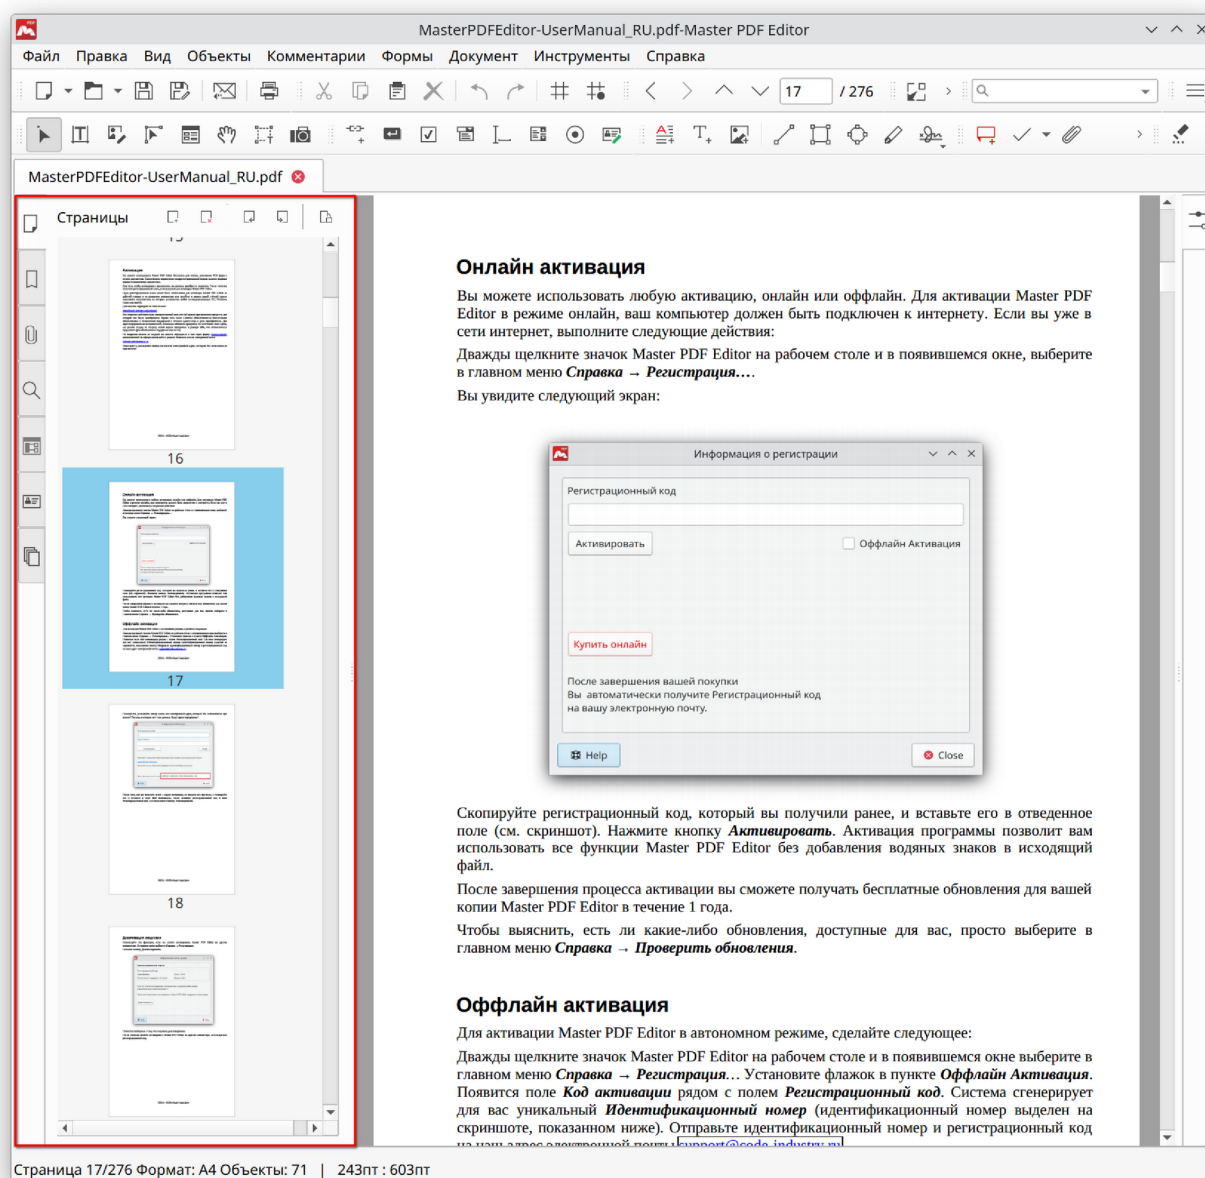 MasterPDFEditor-UserManual_RU.pdf-Master PDF Editor
Файл Правка Вид Объекты Комментарии Формы Документ Инструменты Справка
17 / 276
MasterPDFEditor-UserManual_RU.pdf
Страницы
16
17
18
Онлайн активация
Вы можете использовать любую активацию, онлайн или оффлайн. Для активации Master PDF
Editor в режиме онлайн, ваш компьютер должен быть подключен к интернету. Если вы уже в
сети интернет, выполните следующие действия:
Дважды щелкните значок Master PDF Editor на рабочем столе и в появившемся окне, выберите
в главном меню Справка → Регистрация….
Вы увидите следующий экран:
Информация о регистрации
Регистрационный код
Активировать
Оффлайн Активация
Купить онлайн
После завершения вашей покупки
Вы автоматически получите Регистрационный код
на вашу электронную почту.
Help
Close
Скопируйте регистрационный код, который вы получили ранее, и вставьте его в отведенное
поле (см. скриншот). Нажмите кнопку Активировать. Активация программы позволит вам
использовать все функции Master PDF Editor без добавления водяных знаков в исходящий
файл.
После завершения процесса активации вы сможете получать бесплатные обновления для вашей
копии Master PDF Editor в течение 1 года.
Чтобы выяснить, есть ли какие-либо обновления, доступные для вас, просто выберите в
главном меню Справка → Проверить обновления.
Оффлайн активация
Для активации Master PDF Editor в автономном режиме, сделайте следующее:
Дважды щелкните значок Master PDF Editor на рабочем столе и в появившемся окне выберите в
главном меню Справка → Регистрация… Установите флажок в пункте Оффлайн Активация.
Появится поле Код активации рядом с полем Регистрационный код. Система сгенерирует
для вас уникальный Идентификационный номер (идентификационный номер выделен на
скриншоте, показанном ниже). Отправьте идентификационный номер и регистрационный код
на наш адрес электронной почты support@code-industry.ru
Страница 17/276 Формат: A4 Объекты: 71 | 243пт : 603пт